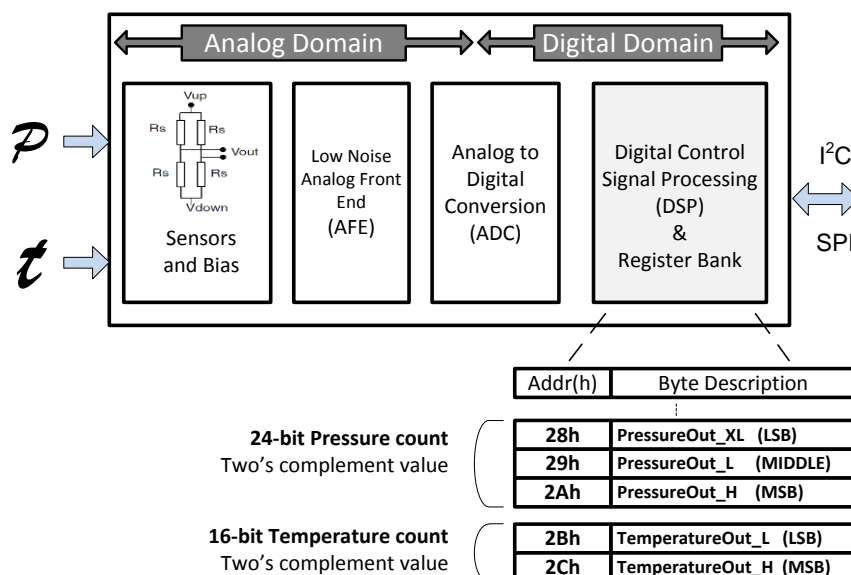 Analog Domain
Digital Domain
P
t
Vup
Rs
Rs
Vout
Rs
Rs
Vdown
Sensors
and Bias
Low Noise
Analog Front
End
(AFE)
Analog to
Digital
Conversion
(ADC)
Digital Control
Signal Processing
(DSP)
&
Register Bank
I²C
SPI
Addr(h) Byte Description
24-bit Pressure count
Two's complement value
28h PressureOut_XL (LSB)
29h PressureOut_L (MIDDLE)
2Ah PressureOut_H (MSB)
16-bit Temperature count
Two's complement value
2Bh TemperatureOut_L (LSB)
2Ch TemperatureOut_H (MSB)